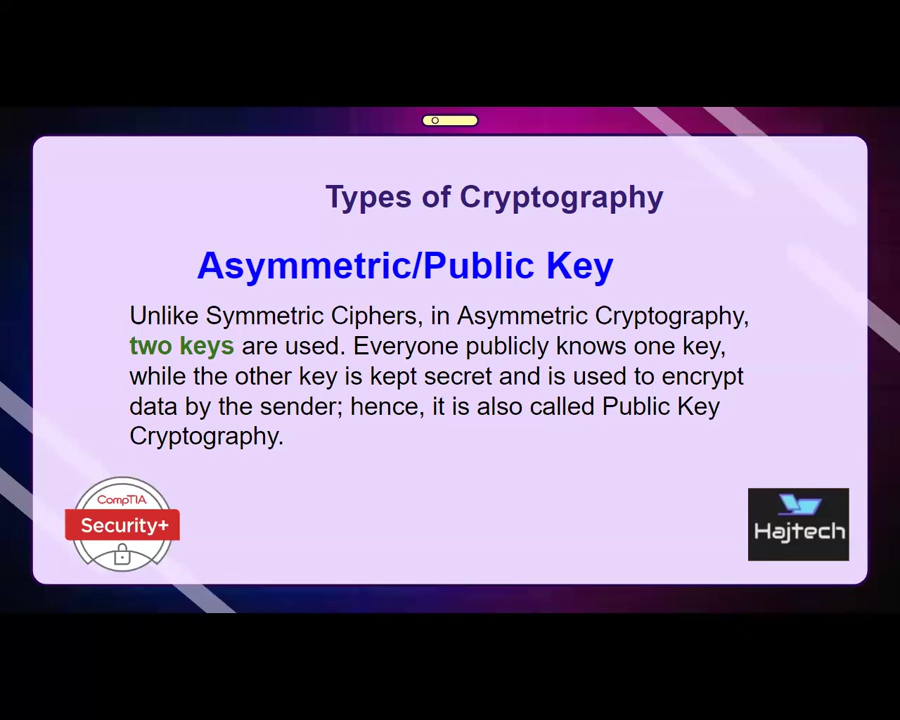 Types of Cryptography
Asymmetric/Public Key
Unlike Symmetric Ciphers, in Asymmetric Cryptography,
two keys are used. Everyone publicly knows one key,
while the other key is kept secret and is used to encrypt
data by the sender; hence, it is also called Public Key
Cryptography.
CompTIA
Security+
Hajtech